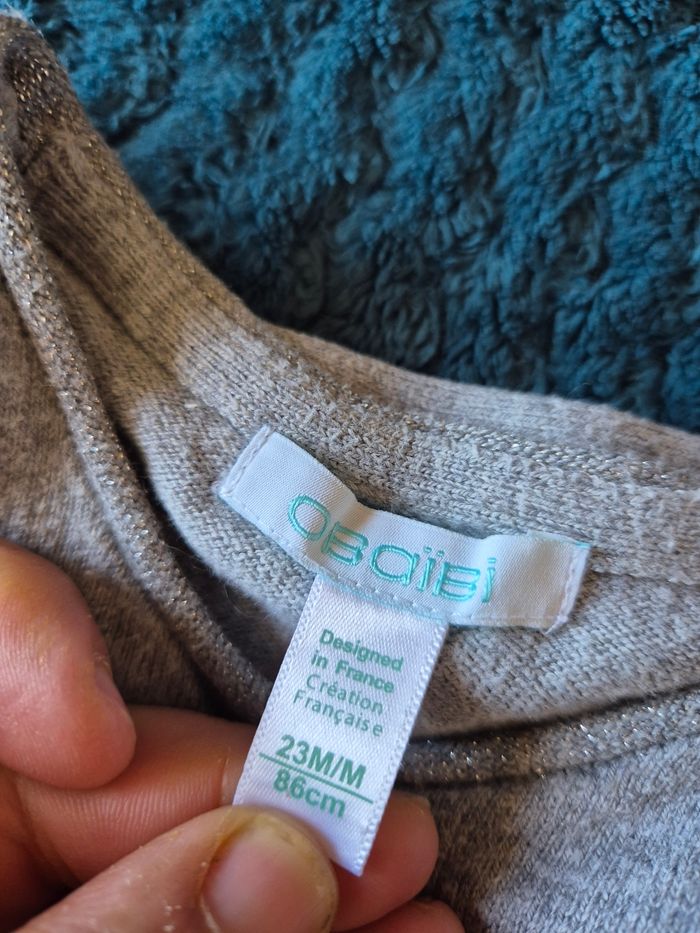 OBaïBi
Designed
in France
Création
Française
23M/M
86cm